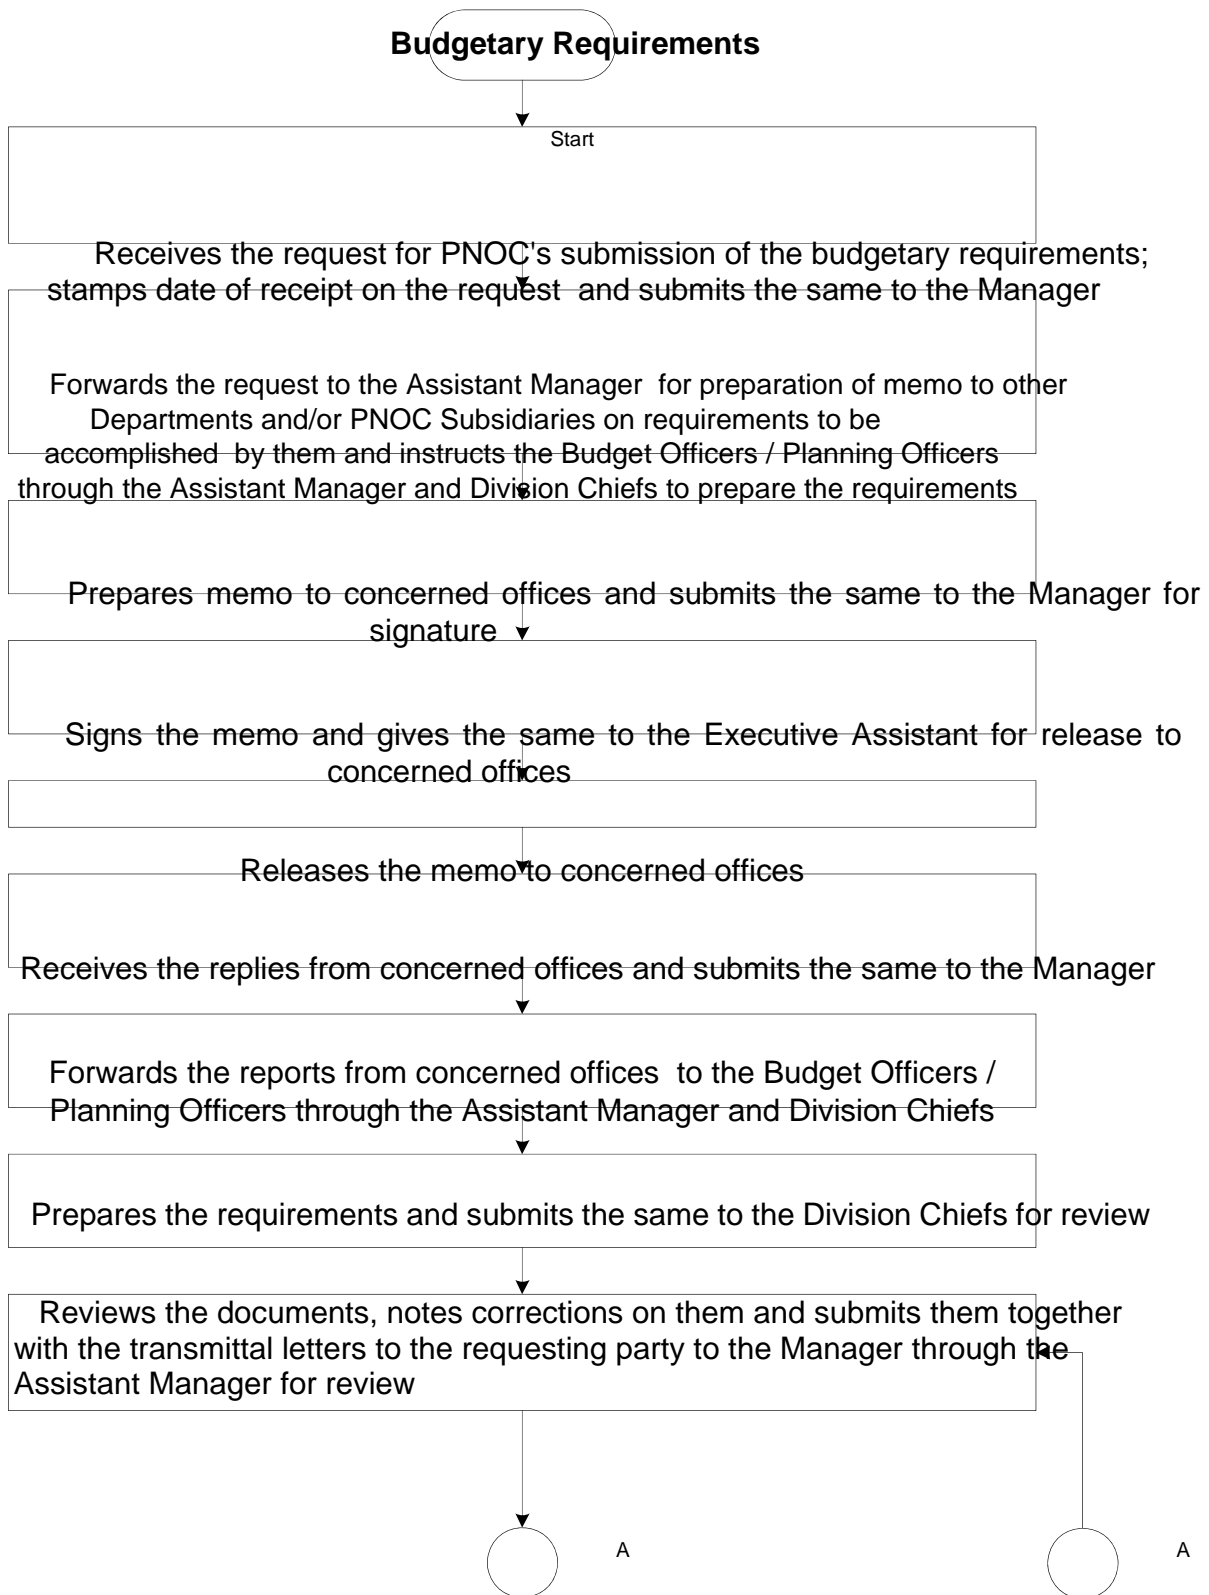 Budgetary Requirements
Start
Receives the request for PNOC's submission of the budgetary requirements;
stamps date of receipt on the request and submits the same to the Manager
Forwards the request to the Assistant Manager for preparation of memo to other
Departments and/or PNOC Subsidiaries on requirements to be
accomplished by them and instructs the Budget Officers / Planning Officers
through the Assistant Manager and Division Chiefs to prepare the requirements
Prepares memo to concerned offices and submits the same to the Manager for
signature
Signs the memo and gives the same to the Executive Assistant for release to
concerned offices
Releases the memo to concerned offices
Receives the replies from concerned offices and submits the same to the Manager
Forwards the reports from concerned offices to the Budget Officers /
Planning Officers through the Assistant Manager and Division Chiefs
Prepares the requirements and submits the same to the Division Chiefs for review
Reviews the documents, notes corrections on them and submits them together
with the transmittal letters to the requesting party to the Manager through the
Assistant Manager for review
A
A